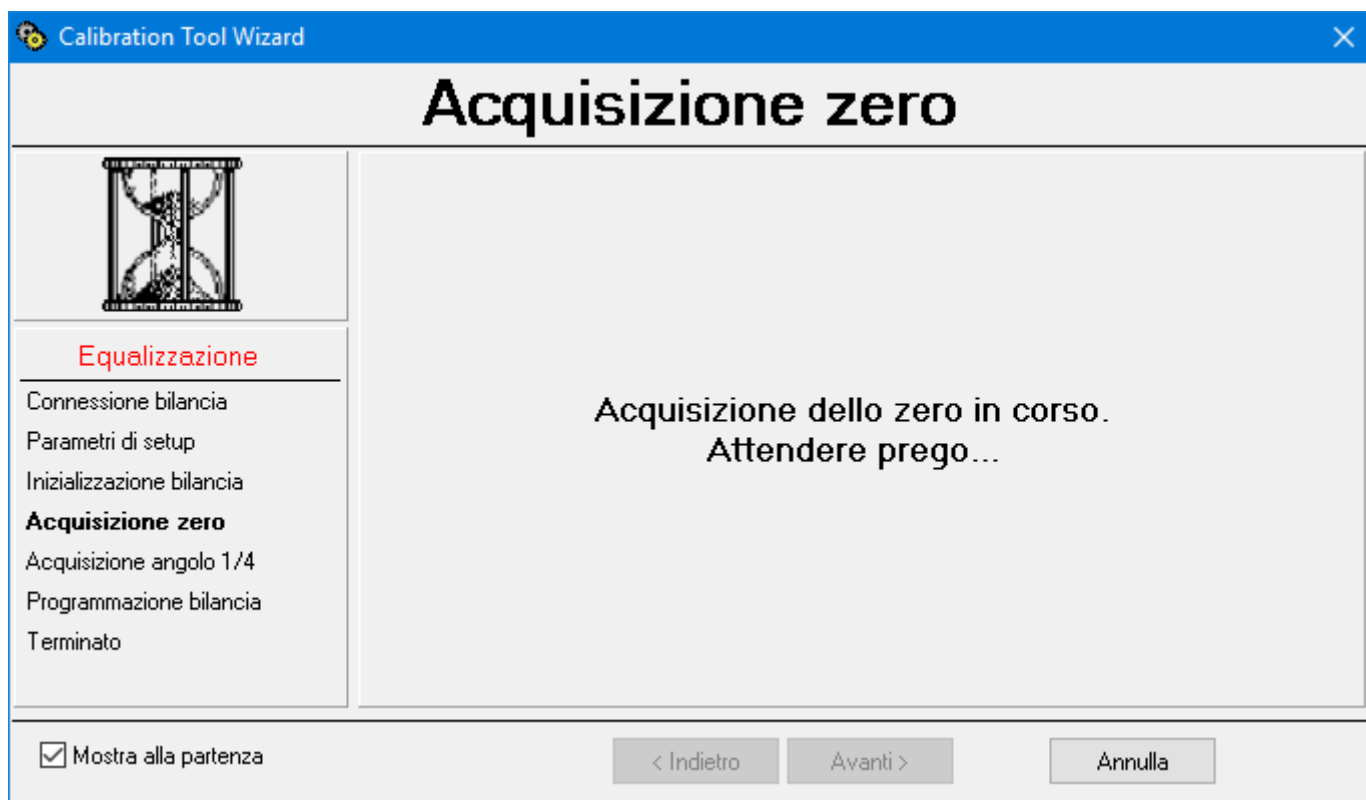 Calibration Tool Wizard
Acquisizione zero
Equalizzazione
Connessione bilancia
Parametri di setup
Inizializzazione bilancia
Acquisizione zero
Acquisizione angolo 1/4
Programmazione bilancia
Terminato
Acquisizione dello zero in corso.
Attendere prego...
Mostra alla partenza
< Indietro
Avanti >
Annulla